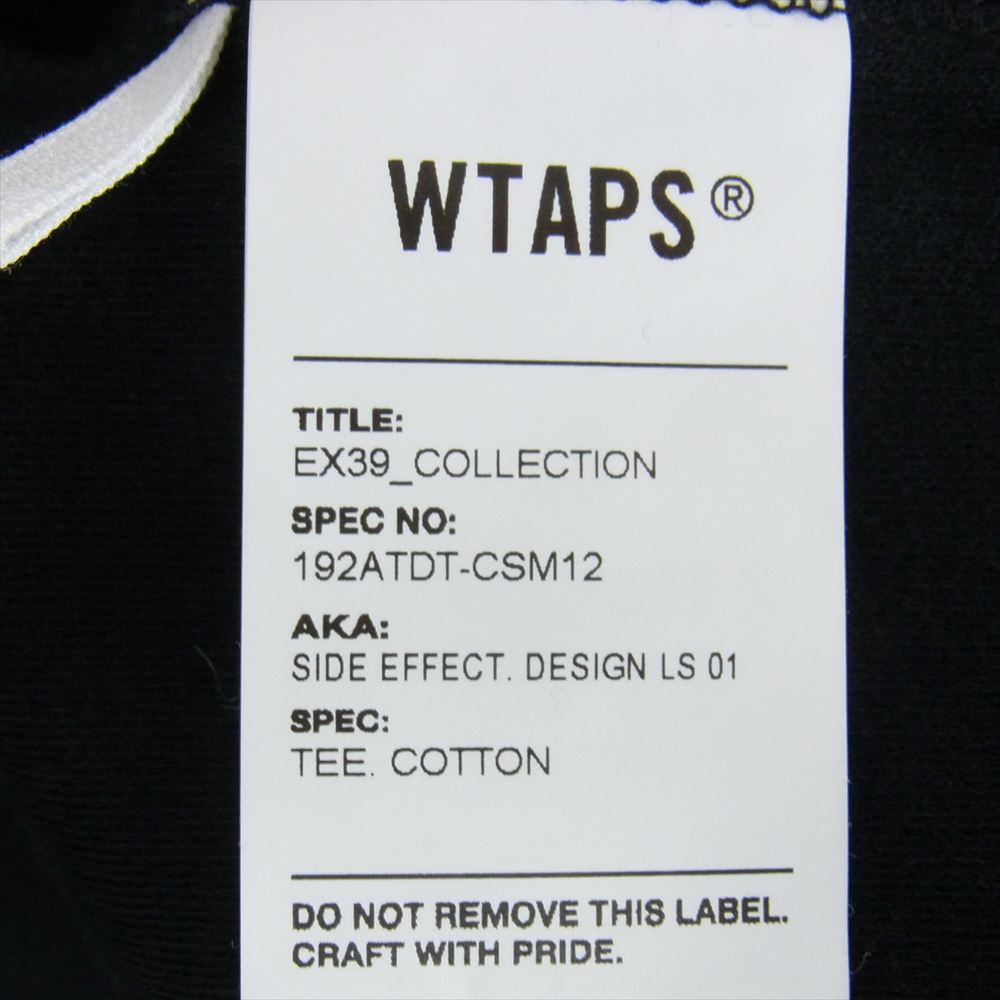 WTAPS®
TITLE:
EX39_COLLECTION
SPEC NO:
192ATDT-CSM12
AKA:
SIDE EFFECT. DESIGN LS 01
SPEC:
TEE. COTTON
DO NOT REMOVE THIS LABEL.
CRAFT WITH PRIDE.